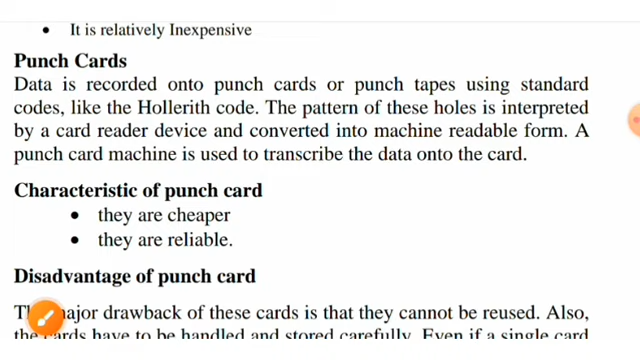 • It is relatively Inexpensive
Punch Cards
Data is recorded onto punch cards or punch tapes using standard
codes, like the Hollerith code. The pattern of these holes is interpreted
by a card reader device and converted into machine readable form. A
punch card machine is used to transcribe the data onto the card.
Characteristic of punch card
• they are cheaper
• they are reliable.
Disadvantage of punch card
major drawback of these cards is that they cannot be reused. Also,
the cards have to be handled and stored carefully. Even if a single card